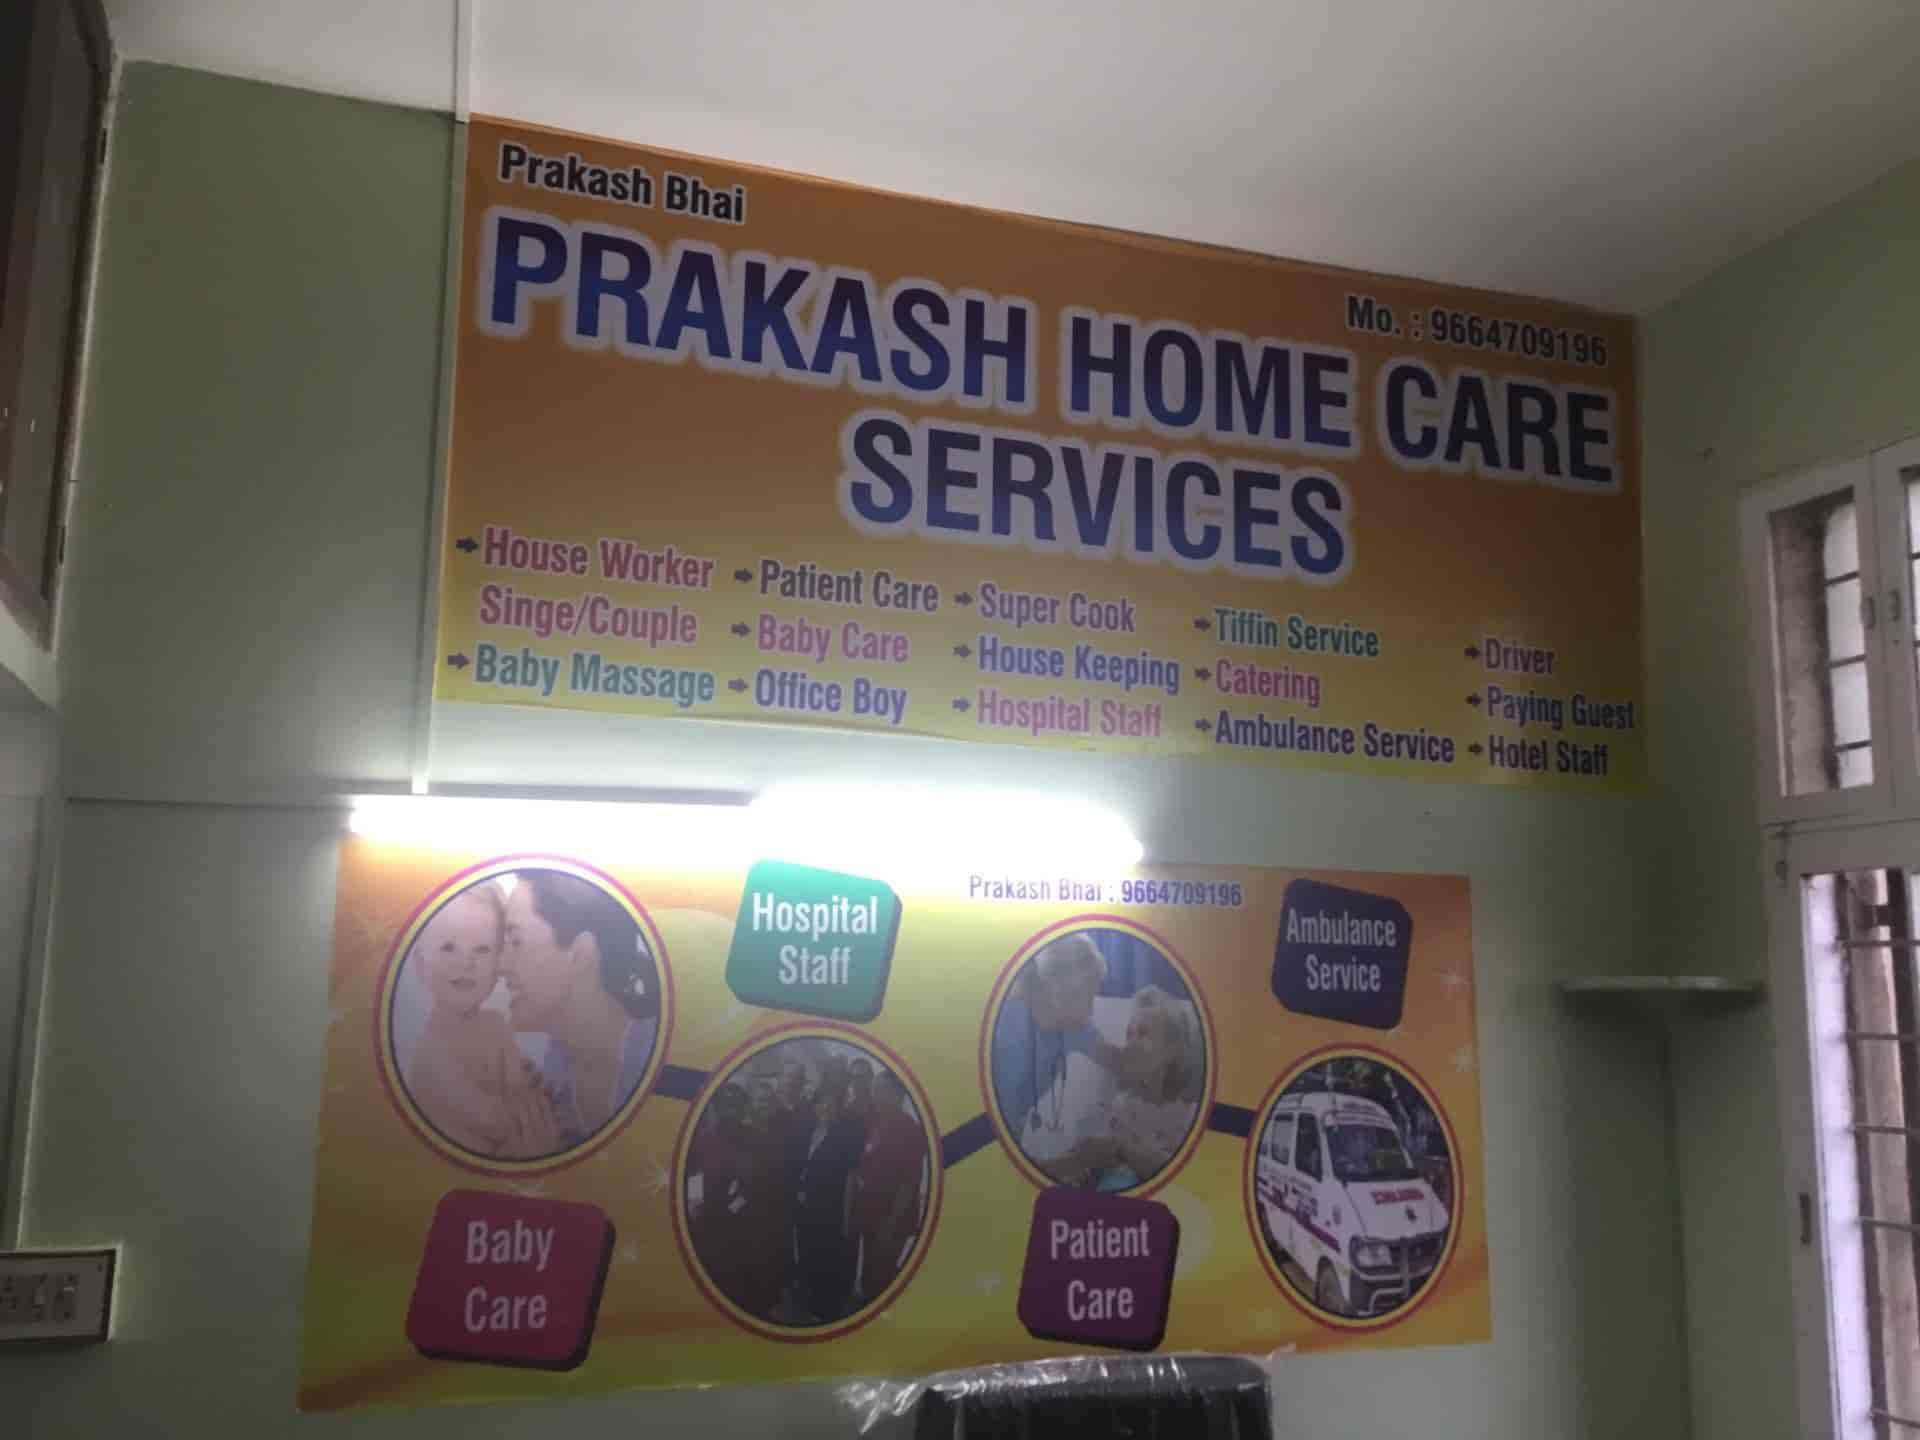 Prakash Bhai
Mo. : 9664709196
PRAKASH HOME CARE
SERVICES
House Worker
Singe/Couple
Baby Massage
Patient Care
Baby Care
Office Boy
Super Cook
House Keeping
Hospital Staff
Tiffin Service
Catering
Ambulance Service
Driver
Paying Guest
Hotel Staff
Prakash Bhai : 9664709196
Hospital
Staff
Ambulance
Service
Baby
Care
Patient
Care